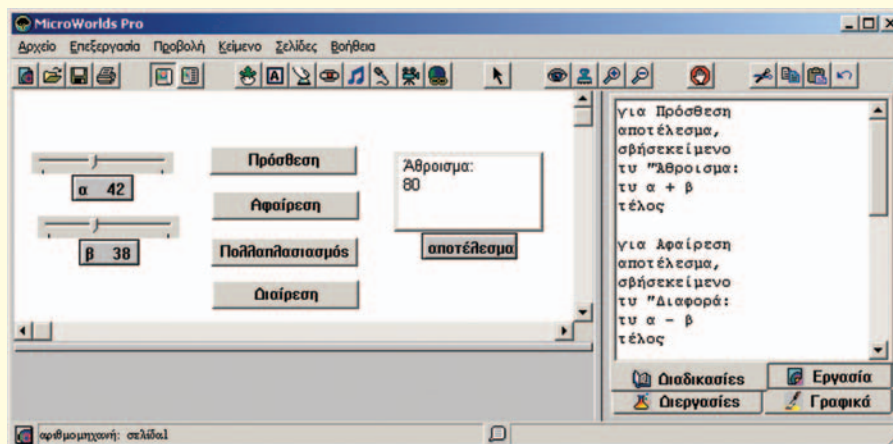 MicroWorlds Pro
Αρχείο Επεξεργασία Προβολή Κείμενο Σελίδες Βοήθεια
Πρόσθεση
α 42
Αφαίρεση
β 38
Πολλαπλασιασμός
Διαίρεση
Άθροισμα:
80
αποτέλεσμα
για Πρόσθεση
αποτέλεσμα,
σβήσεκείμενο
τυ "Άθροισμα:
τυ α + β
τέλος
για Αφαίρεση
αποτέλεσμα,
σβήσεκείμενο
τυ "Διαφορά:
τυ α - β
τέλος
Διαδικασίες Εργασία
Διεργασίες Γραφικά
αριθμομηχανή: σελίδα1